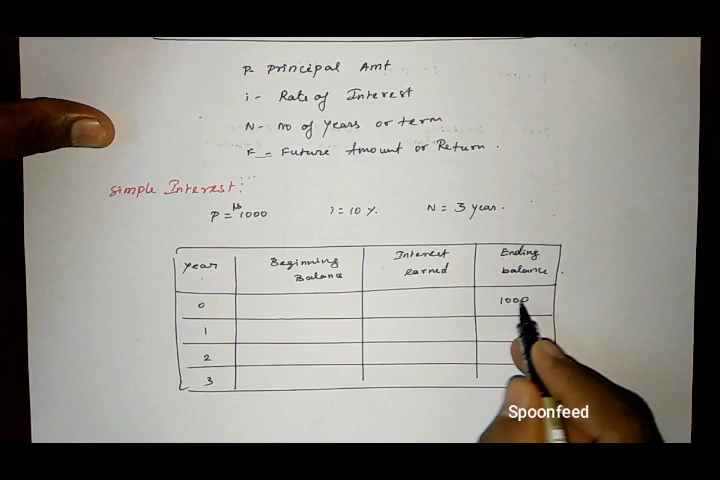 P- Principal Amt
i- Rate of Interest
N- no of years or term
F = Future Amount or Return.
Simple Interest:
P = Rs 1000 i = 10 %. N = 3 year.
year Beginning Balance Interest earned Ending balance
0 1000
1
2
3
Spoonfeed